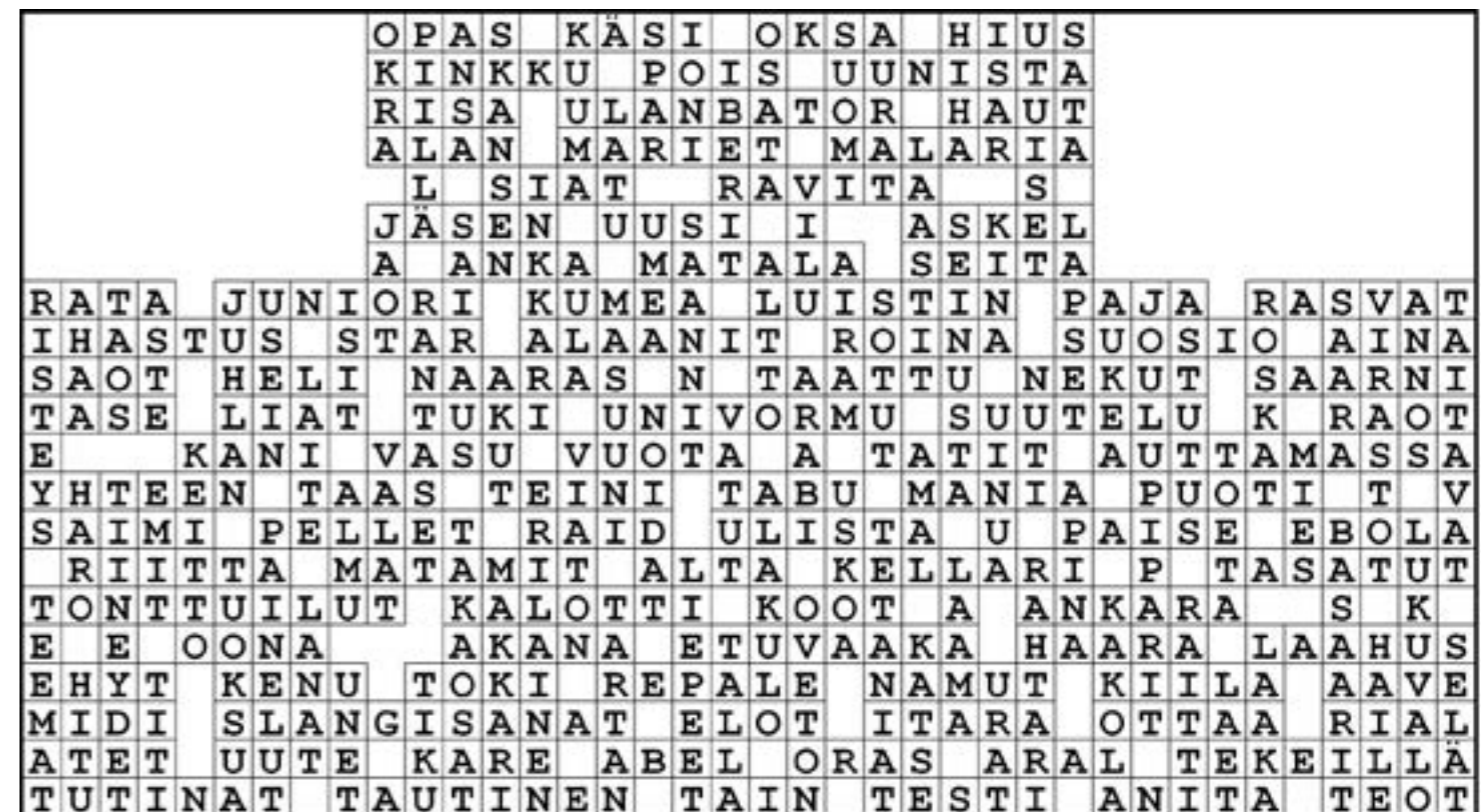 OPAS KÄSI OKSA HIUS
KINKKU POIS UUNISTA
RISA ULANBATOR HAUT
ALAN MARIET MALARIA
L SIAT RAVITA S
JÄSEN UUSI I ASKEL
A ANKA MATALA SEITA
RATA JUNIORI KUMEA LUISTIN PAJA RASVAT
IHASTUS STAR ALAANIT ROINA SUOSIO AINA
SAOT HELI NAARAS N TAATTU NEKUT SAARNI
TASE LIAT TUKI UNIVORMU SUUTELU K RAOT
E KANI VASU VUOTA A TATIT AUTTAMASSA
YHTEEN TAAS TEINI TABU MANIA PUOTI T V
SAIMI PELLET RAID ULISTA U PAISE EBOLA
RIITTA MATAMIT ALTA KELLARI P TASATUT
TONTTUILUT KALOTTI KOOT A ANKARA S K
E E OONA AKANA ETUVAAKA HAARA LAAHUS
EHYT KENU TOKI REPALE NAMUT KIILA AAVE
MIDI SLANGISANAT ELOT ITARA OTTAA RIAL
ATET UUTE KARE ABEL ORAS ARAL TEKEILLÄ
TUTINAT TAUTINEN TAIN TESTI ANITA TEOT